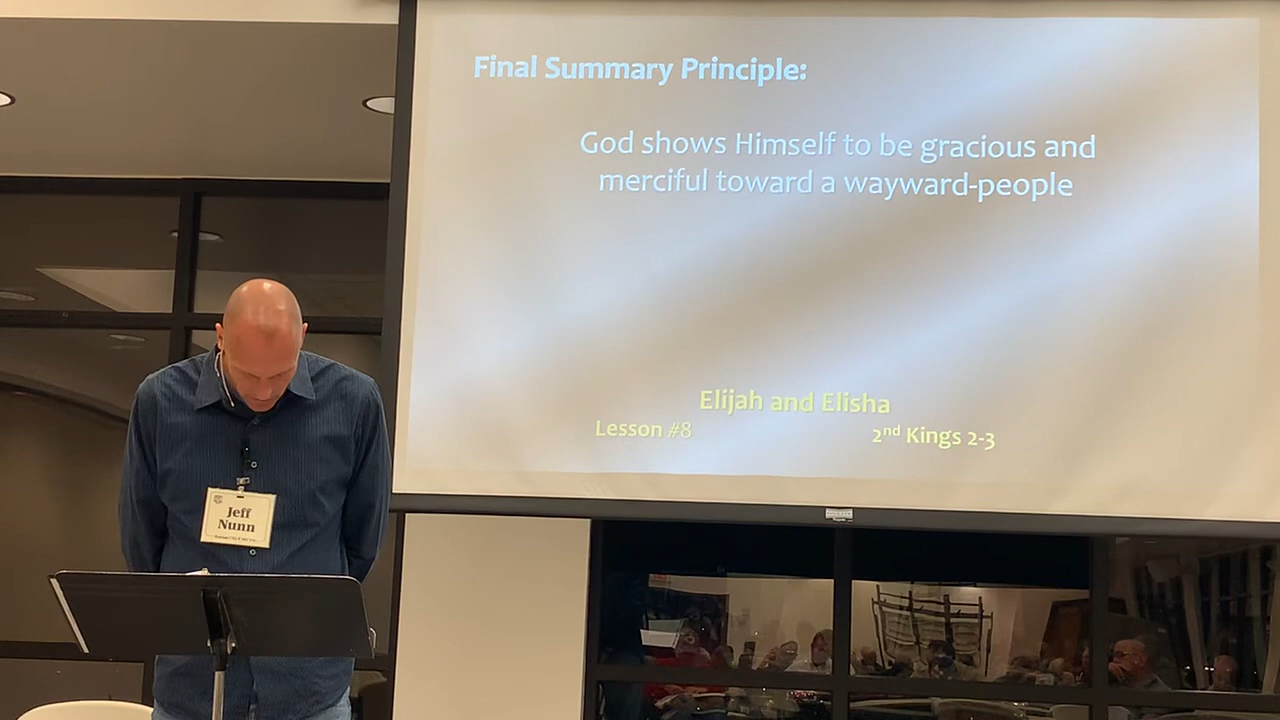 Final Summary Principle:
God shows Himself to be gracious and
merciful toward a wayward-people
Elijah and Elisha
Lesson #8
2nd Kings 2-3
Jeff
Nunn